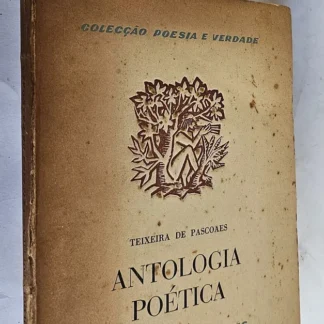 COLECÇÃO POESIA E VERDADE
TEIXEIRA DE PASCOAES
ANTOLOGIA
POÉTICA